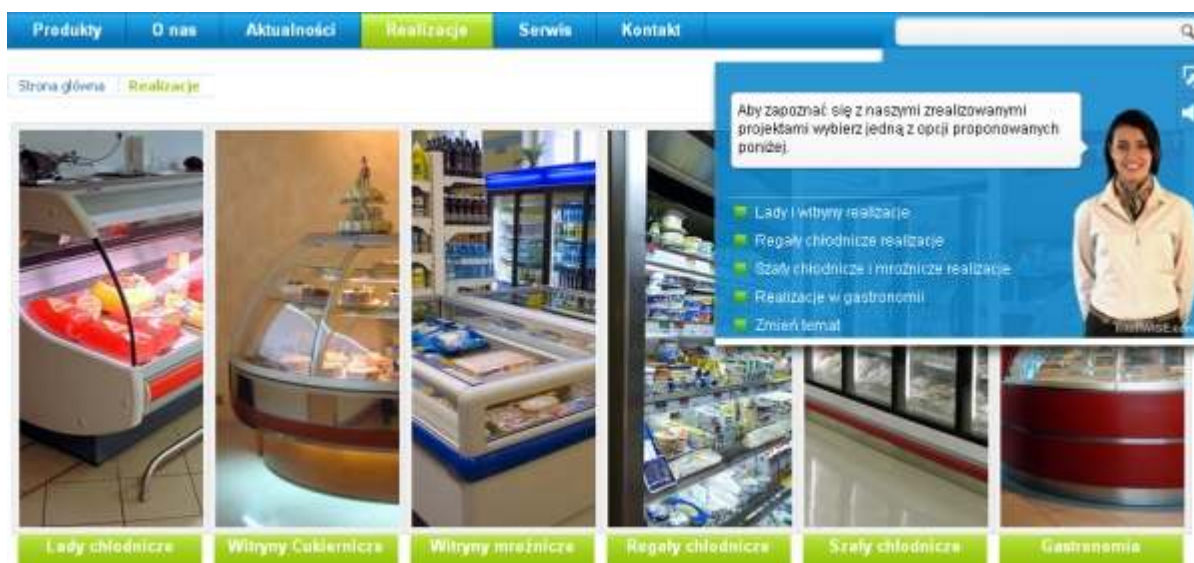 Produkty
O nas
Aktualności
Realizacje
Serwis
Kontakt
Strona główna
Realizacje
Aby zapoznać się z naszymi zrealizowanymi
projektami wybierz jedną z opcji proponowanych
poniżej.
Lady i witryny realizacje
Regały chłodnicze realizacje
Szafy chłodnicze i mroźnicze realizacje
Realizacje w gastronomii
Zmień temat
Lady chłodnicze
Witryny Cukiernicze
Witryny mroźnicze
Regały chłodnicze
Szafy chłodnicze
Gastronomia